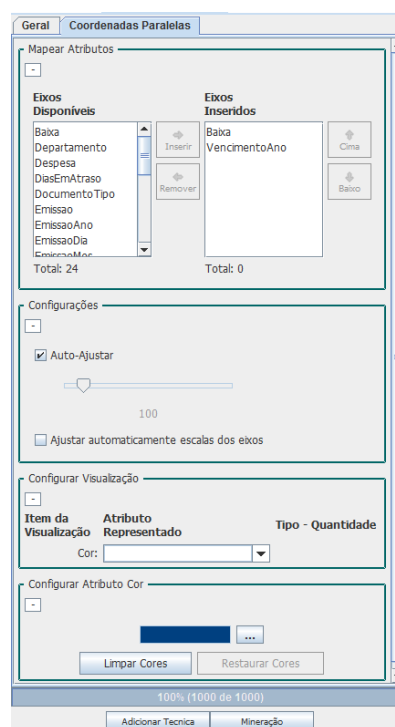 Geral Coordenadas Paralelas
Mapear Atributos
-
Eixos Disponíveis
Eixos Inseridos
Baixa
Departamento
Despesa
DiasEmAtraso
DocumentoTipo
Emissao
EmissaoAno
EmissaoDia
EmissaoMes
Inserir
Remover
Baixa
VencimentoAno
Cima
Baixo
Total: 24
Total: 0
Configurações
-
Auto-Ajustar
100
Ajustar automaticamente escalas dos eixos
Configurar Visualização
-
Item da Visualização
Atributo Representado
Tipo - Quantidade
Cor:
Configurar Atributo Cor
-
...
Limpar Cores Restaurar Cores
100% (1000 de 1000)
Adicionar Tecnica Mineração